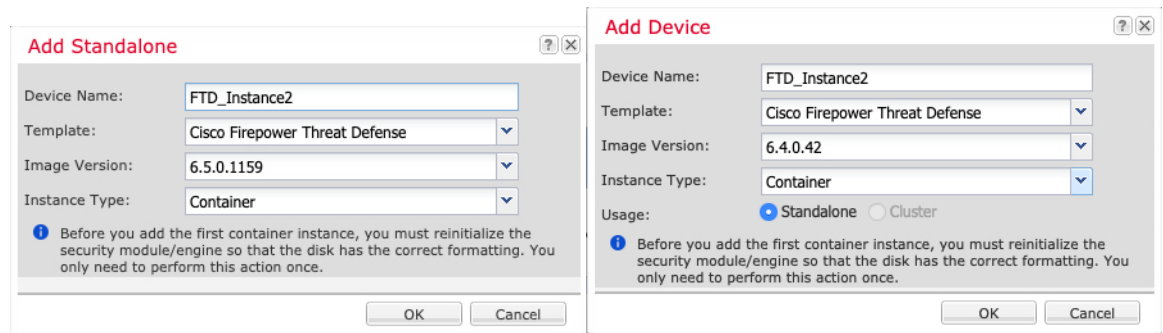 Add Standalone
Device Name:
FTD_Instance2
Template:
Cisco Firepower Threat Defense
Image Version:
6.5.0.1159
Instance Type:
Container
Before you add the first container instance, you must reinitialize the
security module/engine so that the disk has the correct formatting. You
only need to perform this action once.
OK
Cancel
Add Device
Device Name:
FTD_Instance2
Template:
Cisco Firepower Threat Defense
Image Version:
6.4.0.42
Instance Type:
Container
Usage:
Standalone
Cluster
Before you add the first container instance, you must reinitialize the
security module/engine so that the disk has the correct formatting. You
only need to perform this action once.
OK
Cancel